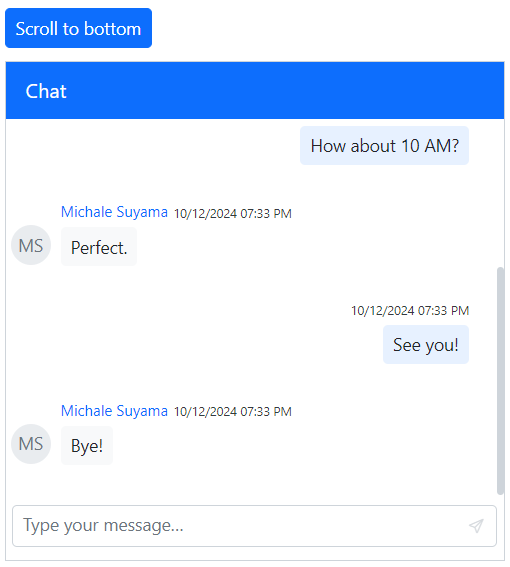 Scroll to bottom
Chat
How about 10 AM?
Michale Suyama 10/12/2024 07:33 PM
MS
Perfect.
10/12/2024 07:33 PM
See you!
Michale Suyama 10/12/2024 07:33 PM
MS
Bye!
Type your message...